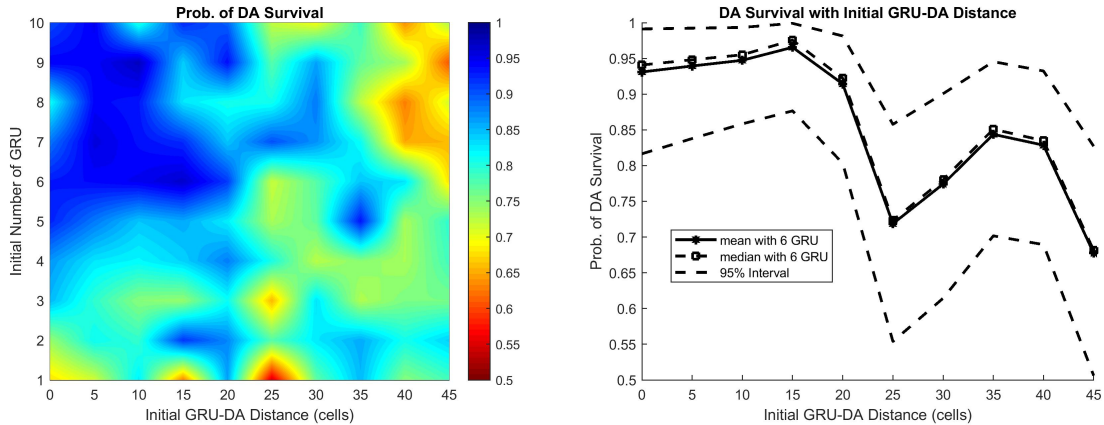 Prob. of DA Survival
10
9
8
7
6
5
4
3
2
1
Initial Number of GRU
0 5 10 15 20 25 30 35 40 45
Initial GRU-DA Distance (cells)
1
0.95
0.9
0.85
0.8
0.75
0.7
0.65
0.6
0.55
0.5
DA Survival with Initial GRU-DA Distance
1
0.95
0.9
0.85
0.8
0.75
0.7
0.65
0.6
0.55
0.5
Prob. of DA Survival
mean with 6 GRU
median with 6 GRU
95% Interval
0 5 10 15 20 25 30 35 40 45
Initial GRU-DA Distance (cells)